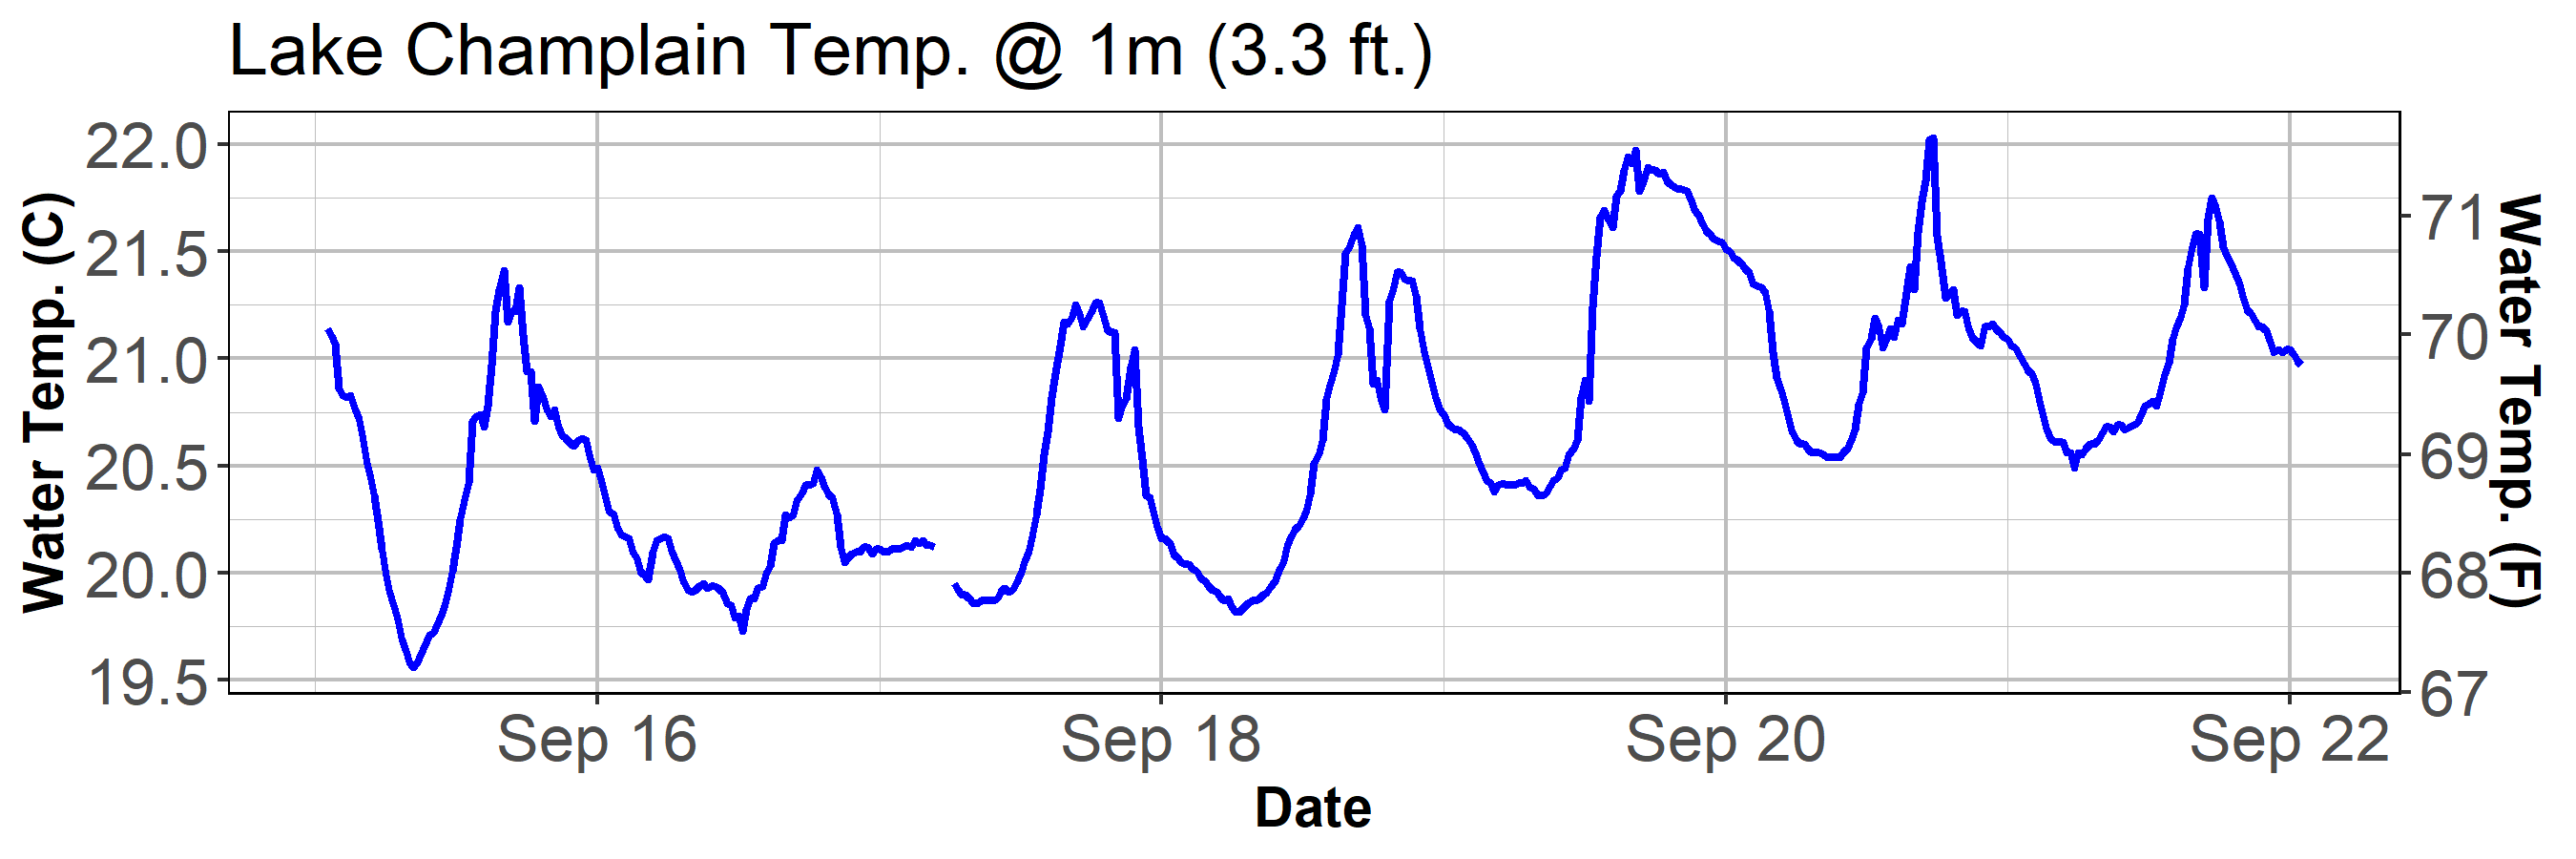 Lake Champlain Temp. @ 1m (3.3 ft.)
Water Temp. (C)
22.0
21.5
21.0
20.5
20.0
19.5
71
70
69
68
67
Water Temp. (F)
Sep 16
Sep 18
Sep 20
Sep 22
Date